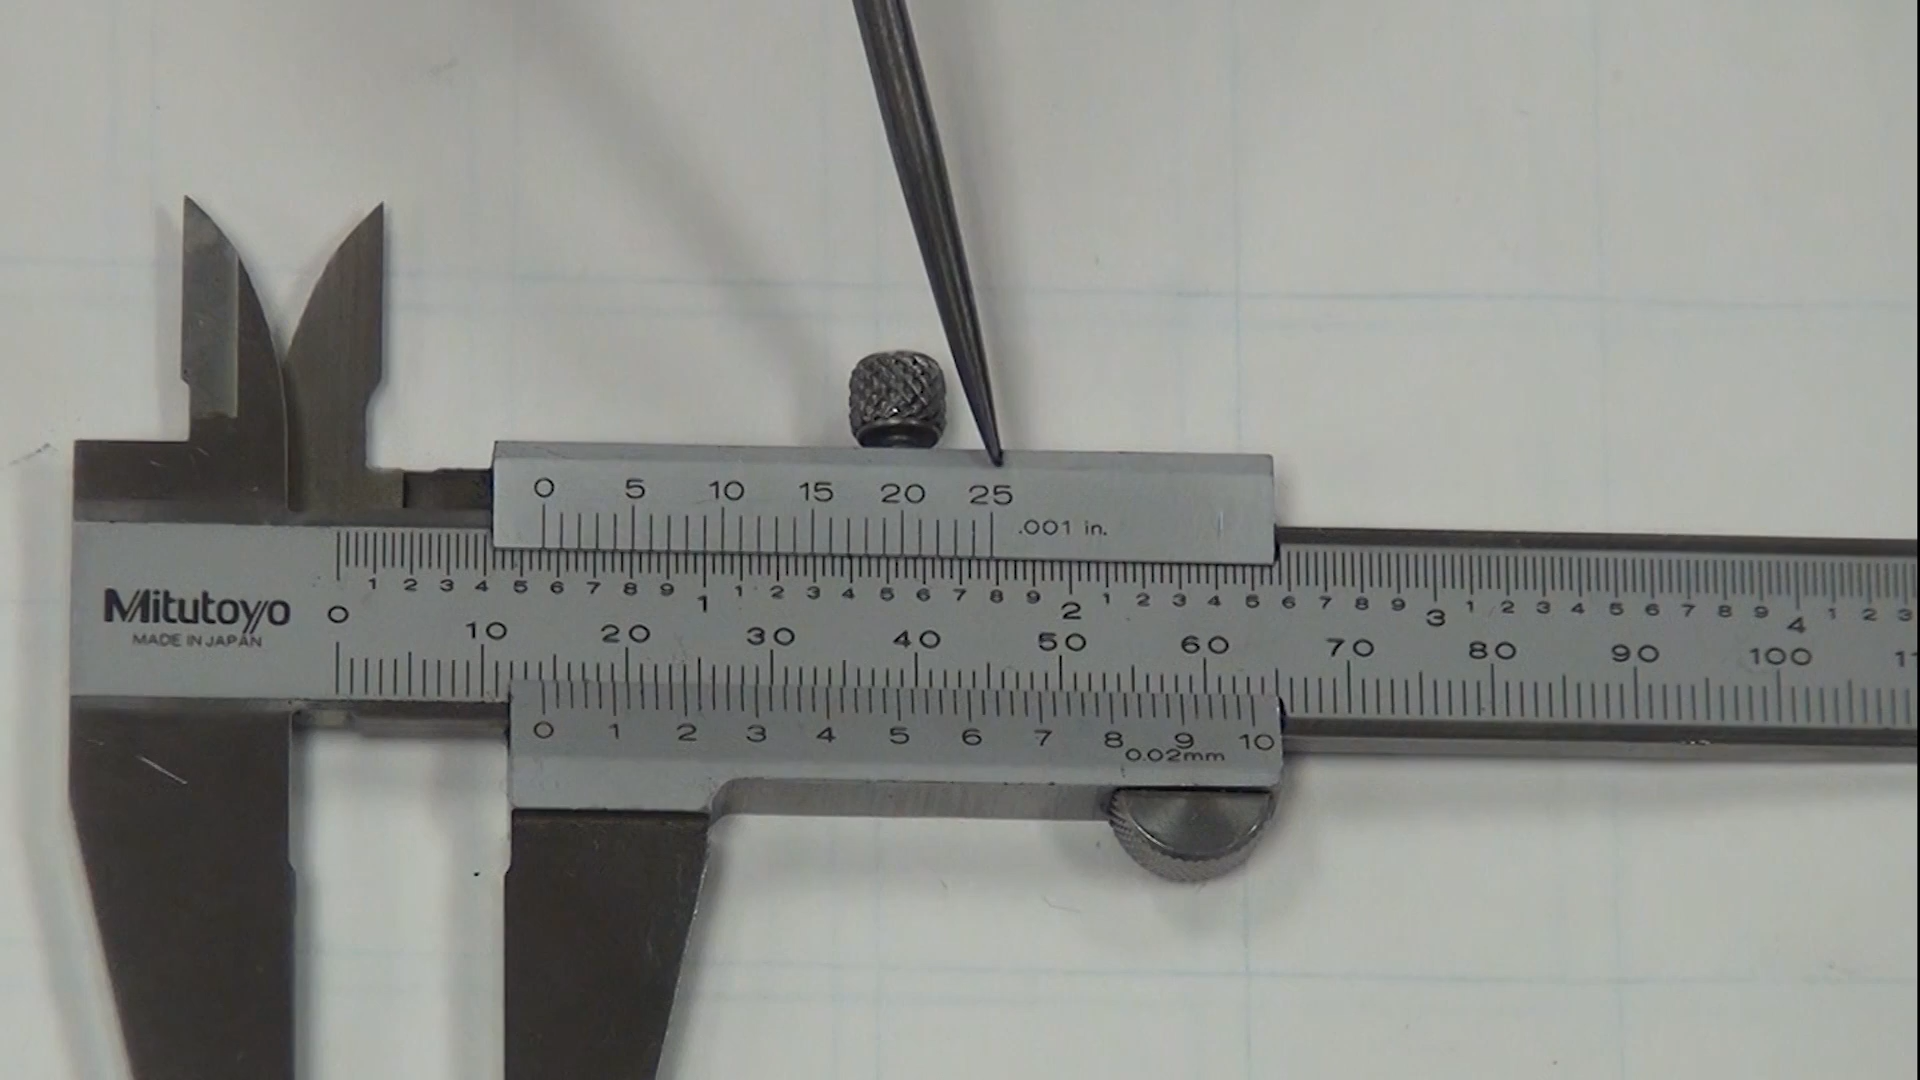 0 5 10 15 20 25
.001 in.
1 2 3 4 5 6 7 8 9 1 1 2 3 4 5 6 7 8 9 2 1 2 3 4 5 6 7 8 9 3 1 2 3 4 5 6 7 8 9 4 1 2 3
Mitutoyo
MADE IN JAPAN
0 10 20 30 40 50 60 70 80 90 100
0 1 2 3 4 5 6 7 8 9 10
0.02mm